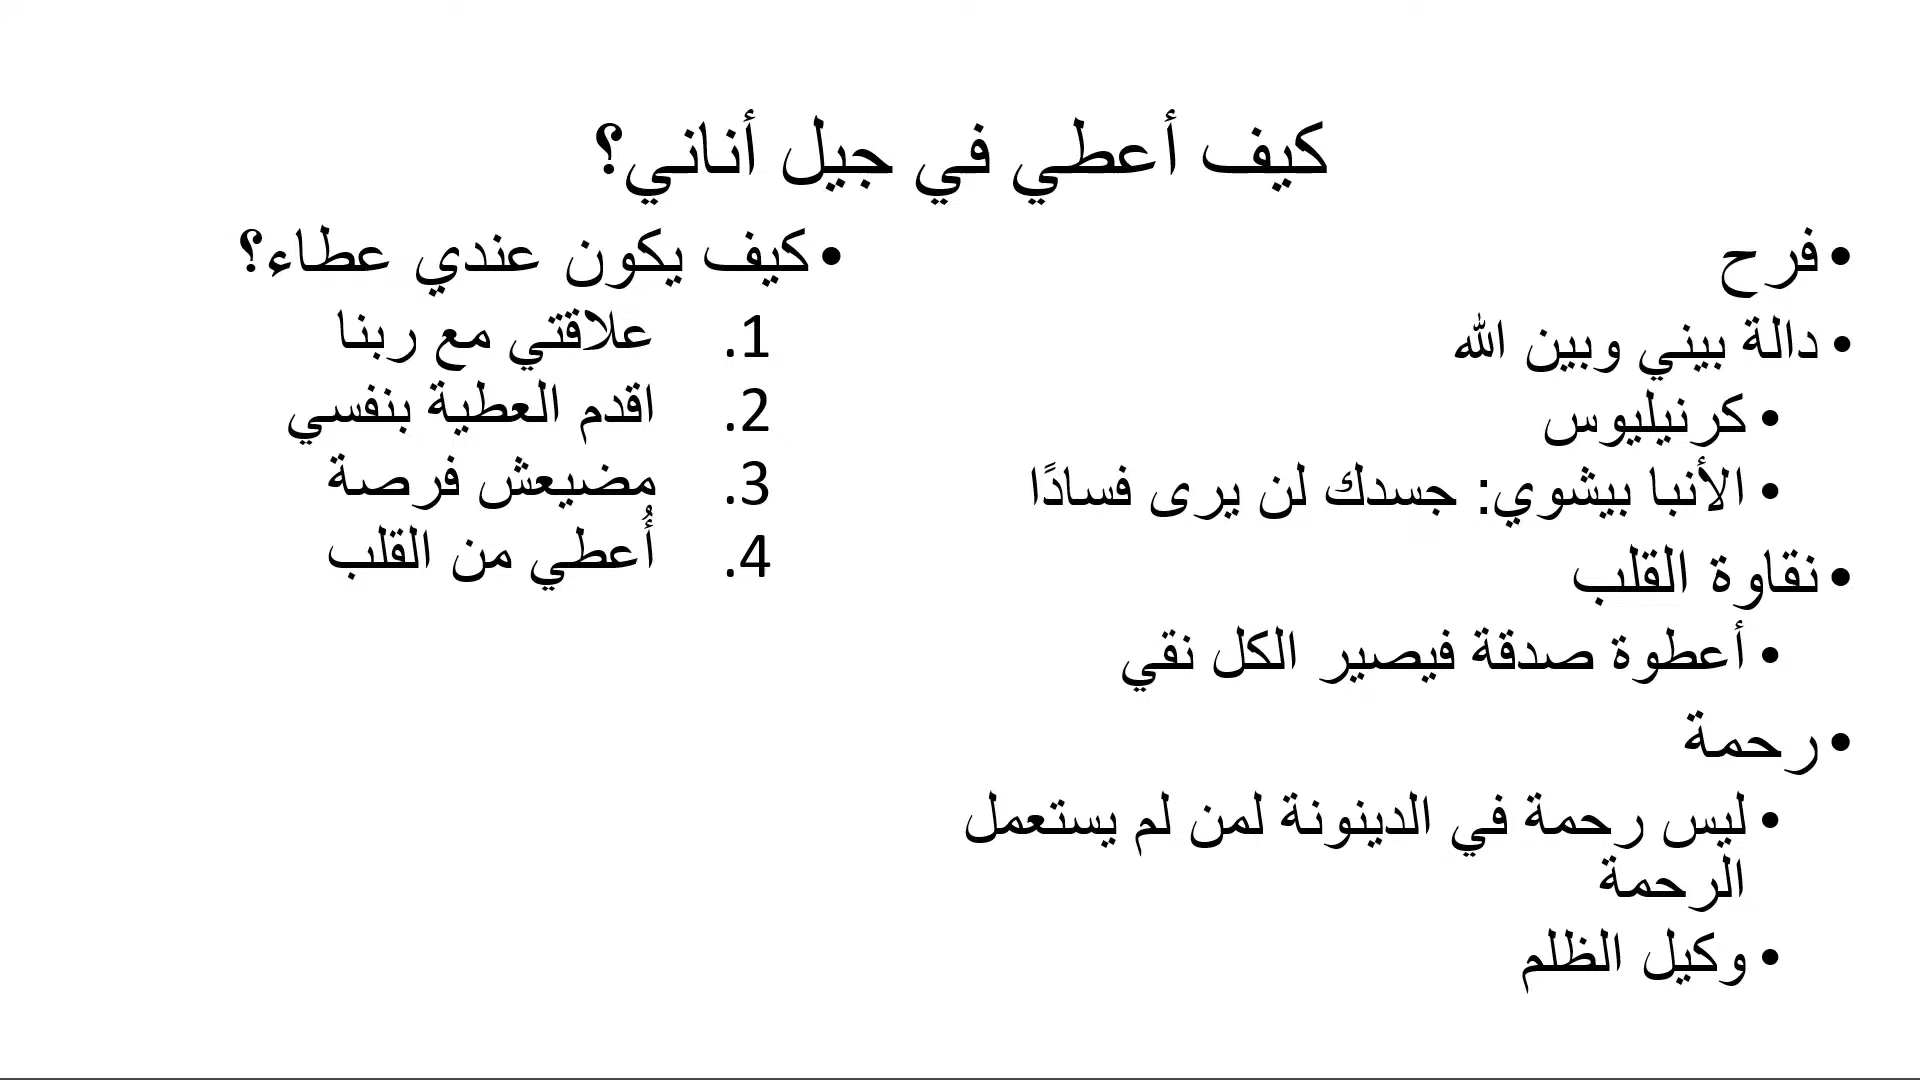 كيف أعطي في جيل أناني؟
• فرح
• دالة بيني وبين الله
• كرنيليوس
• الأنبا بيشوي: جسدك لن يرى فسادًا
• نقاوة القلب
• أعطوة صدقة فيصير الكل نقي
• رحمة
• ليس رحمة في الدينونة لمن لم يستعمل
الرحمة
• وكيل الظلم
• كيف يكون عندي عطاء؟
1. علاقتي مع ربنا
2. اقدم العطية بنفسي
3. مضيعش فرصة
4. أُعطي من القلب